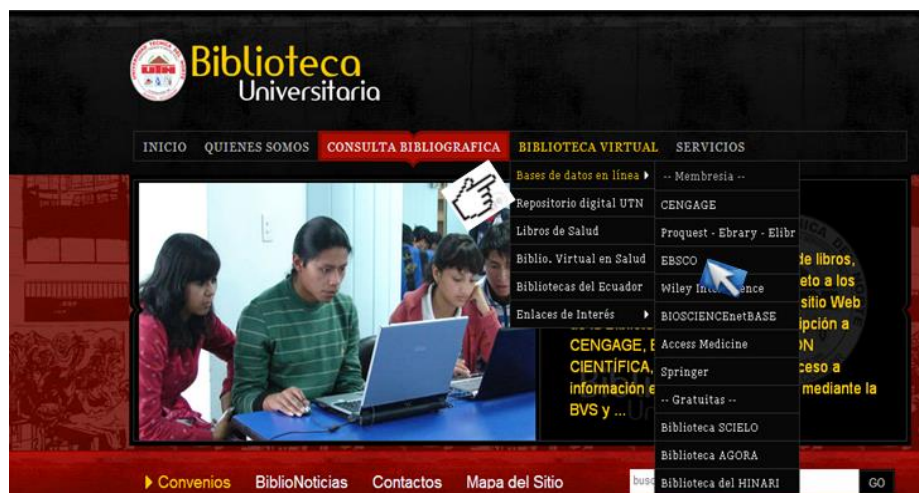 UTN
Biblioteca
Universitaria
INICIO QUIENES SOMOS CONSULTA BIBLIOGRAFICA BIBLIOTECA VIRTUAL SERVICIOS
Bases de datos en línea
Repositorio digital UTN
Libros de Salud
Biblio. Virtual en Salud
Bibliotecas del Ecuador
Enlaces de Interés
-- Membresia --
CENGAGE
Proquest - Ebrary - Elibr
EBSCO
Wiley
BIOSCIENCEnetBASE
Access Medicine
Springer
-- Gratuitas --
Biblioteca SCIELO
Biblioteca AGORA
Biblioteca del HINARI
de libros,
a los
sitio Web
a
CENGAGE,
CIENTÍFICA, a
información mediante la
BVS y ...
Convenios BiblioNoticias Contactos Mapa del Sitio
GO